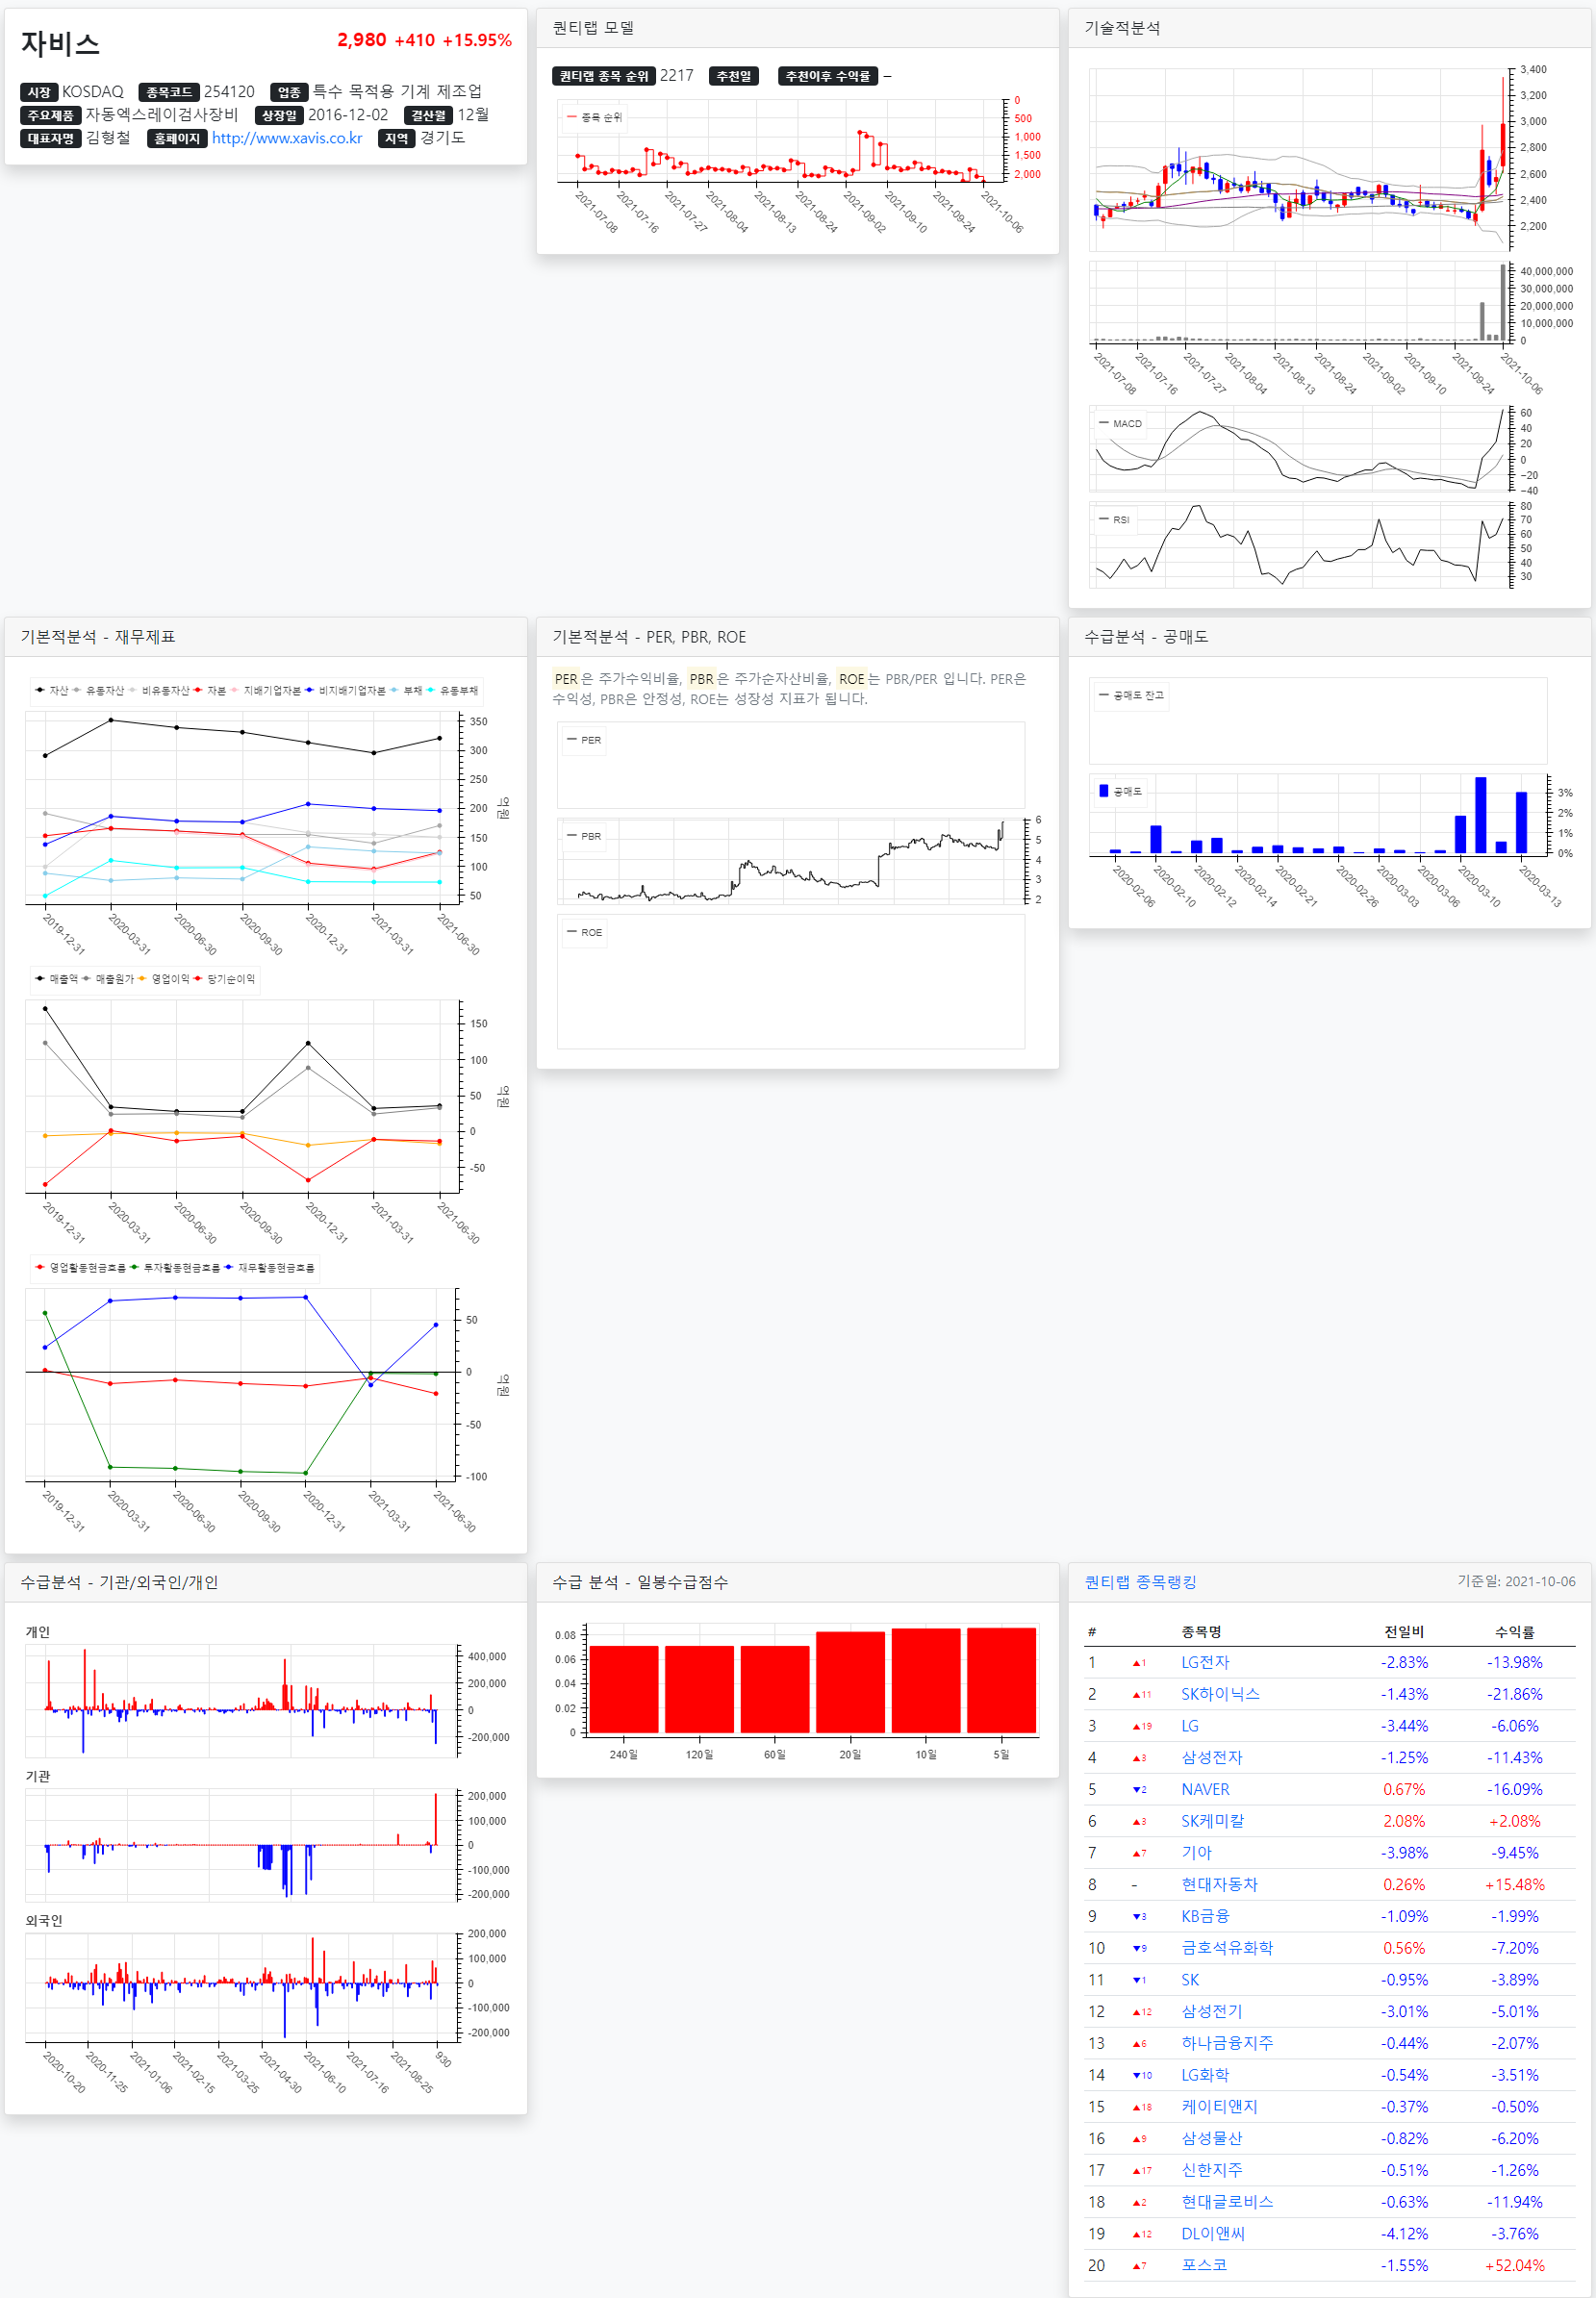 자비스
2,980 +410 +15.95%
시장 KOSDAQ 종목코드 254120 업종 특수 목적용 기계 제조업
주요제품 자동엑스레이검사장비 상장일 2016-12-02 결산월 12월
대표자명 김형철 홈페이지 http://www.xavis.co.kr 지역 경기도
퀀티랩 모델
퀀티랩 종목 순위 2217 추천일 추천이후 수익률 –
종목 순위
0
500
1,000
1,500
2,000
2021-07-08
2021-07-16
2021-07-27
2021-08-04
2021-08-13
2021-08-24
2021-09-02
2021-09-10
2021-09-24
2021-10-06
기술적분석
3,400
3,200
3,000
2,800
2,600
2,400
2,200
40,000,000
30,000,000
20,000,000
10,000,000
0
2021-07-08
2021-07-16
2021-07-27
2021-08-04
2021-08-13
2021-08-24
2021-09-02
2021-09-10
2021-09-24
2021-10-06
MACD
60
40
20
0
−20
−40
RSI
80
70
60
50
40
30
기본적분석 - 재무제표
자산 유동자산 비유동자산 자본 지배기업자본 비지배기업자본 부채 유동부채
350
300
250
200
150
100
50
억원
2019-12-31
2020-03-31
2020-06-30
2020-09-30
2020-12-31
2021-03-31
2021-06-30
매출액 매출원가 영업이익 당기순이익
150
100
50
0
-50
억원
2019-12-31
2020-03-31
2020-06-30
2020-09-30
2020-12-31
2021-03-31
2021-06-30
영업활동현금흐름 투자활동현금흐름 재무활동현금흐름
50
0
-50
-100
억원
2019-12-31
2020-03-31
2020-06-30
2020-09-30
2020-12-31
2021-03-31
2021-06-30
기본적분석 - PER, PBR, ROE
PER은 주가수익비율, PBR은 주가순자산비율, ROE는 PBR/PER 입니다. PER은
수익성, PBR은 안정성, ROE는 성장성 지표가 됩니다.
PER
PBR
6
5
4
3
2
ROE
수급분석 - 공매도
공매도 잔고
공매도
3%
2%
1%
0%
2020-02-06
2020-02-10
2020-02-12
2020-02-14
2020-02-21
2020-02-26
2020-03-03
2020-03-06
2020-03-10
2020-03-13
수급분석 - 기관/외국인/개인
개인
400,000
200,000
0
-200,000
기관
200,000
100,000
0
-100,000
-200,000
외국인
200,000
100,000
0
-100,000
-200,000
2020-10-20
2020-11-25
2021-01-06
2021-02-15
2021-03-25
2021-04-30
2021-06-10
2021-07-16
2021-08-25
930
수급 분석 - 일봉수급점수
0.08
0.06
0.04
0.02
0
240일 120일 60일 20일 10일 5일
퀀티랩 종목랭킹 기준일: 2021-10-06
# 종목명 전일비 수익률
1 ▲1 LG전자 -2.83% -13.98%
2 ▲11 SK하이닉스 -1.43% -21.86%
3 ▲19 LG -3.44% -6.06%
4 ▲3 삼성전자 -1.25% -11.43%
5 ▼2 NAVER 0.67% -16.09%
6 ▲3 SK케미칼 2.08% +2.08%
7 ▲7 기아 -3.98% -9.45%
8 - 현대자동차 0.26% +15.48%
9 ▼3 KB금융 -1.09% -1.99%
10 ▼9 금호석유화학 0.56% -7.20%
11 ▼1 SK -0.95% -3.89%
12 ▲12 삼성전기 -3.01% -5.01%
13 ▲6 하나금융지주 -0.44% -2.07%
14 ▼10 LG화학 -0.54% -3.51%
15 ▲18 케이티앤지 -0.37% -0.50%
16 ▲9 삼성물산 -0.82% -6.20%
17 ▲17 신한지주 -0.51% -1.26%
18 ▲2 현대글로비스 -0.63% -11.94%
19 ▲12 DL이앤씨 -4.12% -3.76%
20 ▲7 포스코 -1.55% +52.04%